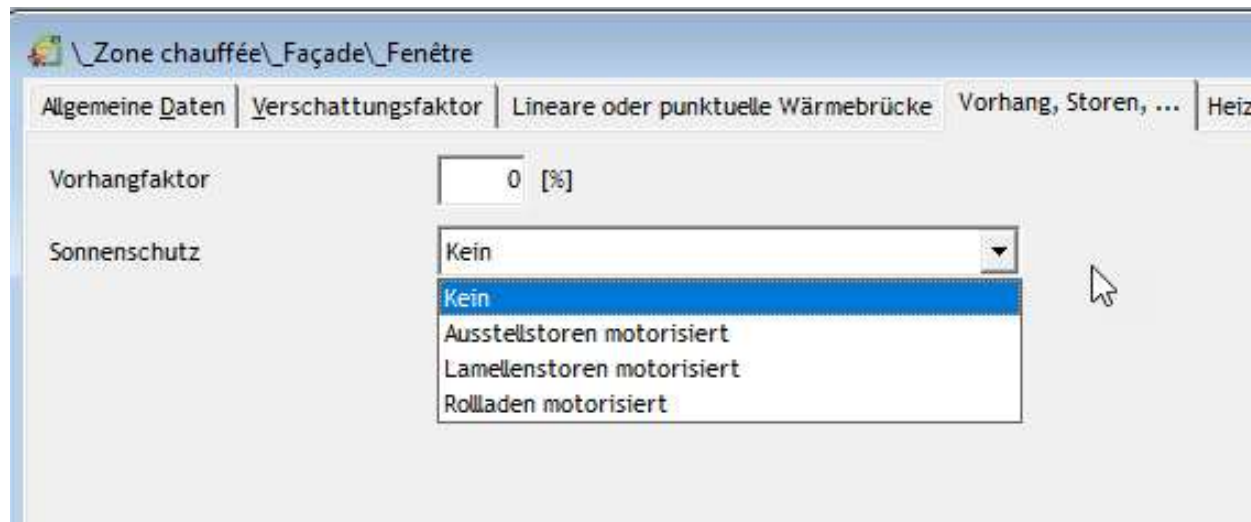 \_Zone chauffée\_Façade\_Fenêtre
Allgemeine Daten Verschattungsfaktor Lineare oder punktuelle Wärmebrücke Vorhang, Storen, ... Heiz
Vorhangfaktor 0 [%]
Sonnenschutz Kein
Kein
Ausstellstoren motorisiert
Lamellenstoren motorisiert
Rollladen motorisiert